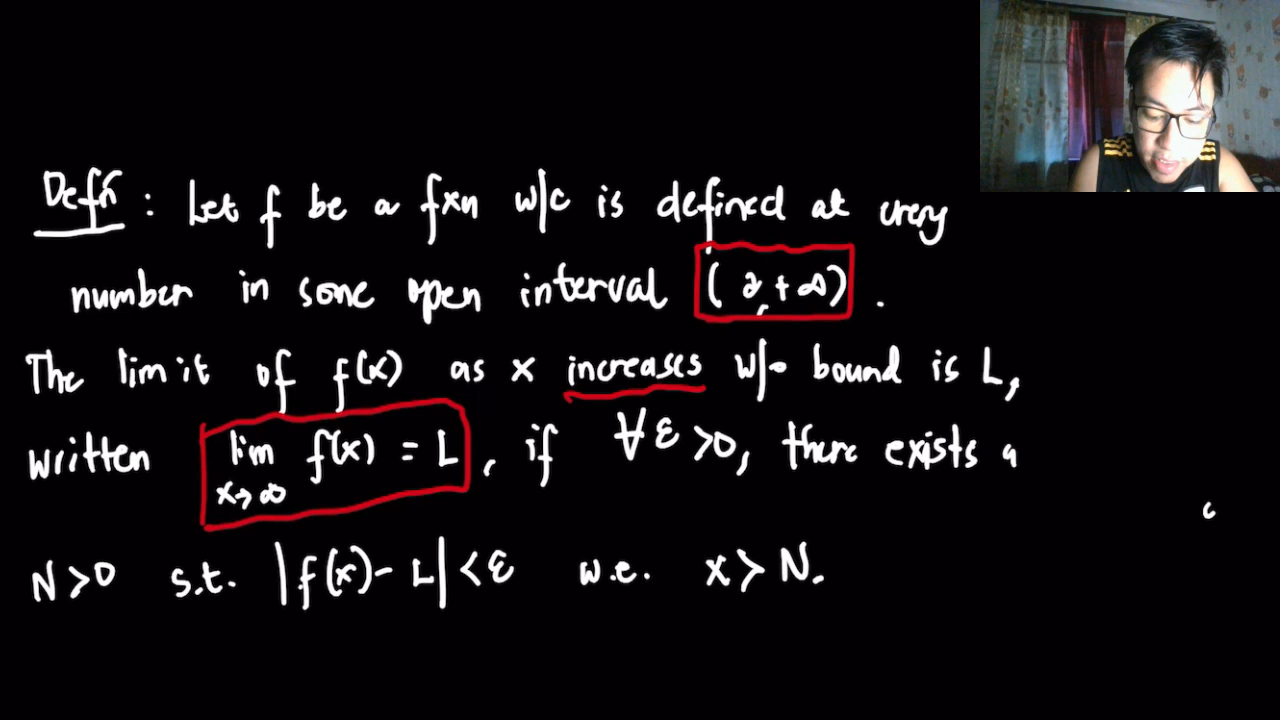 Defn: Let f be a fxn w/c is defined at every
number in some open interval (a, +∞).
The limit of f(x) as x increases w/o bound is L,
written lim x→∞ f(x) = L, if ∀ε>0, there exists a
N>0 s.t. |f(x)-L|<ε w.e. x>N.